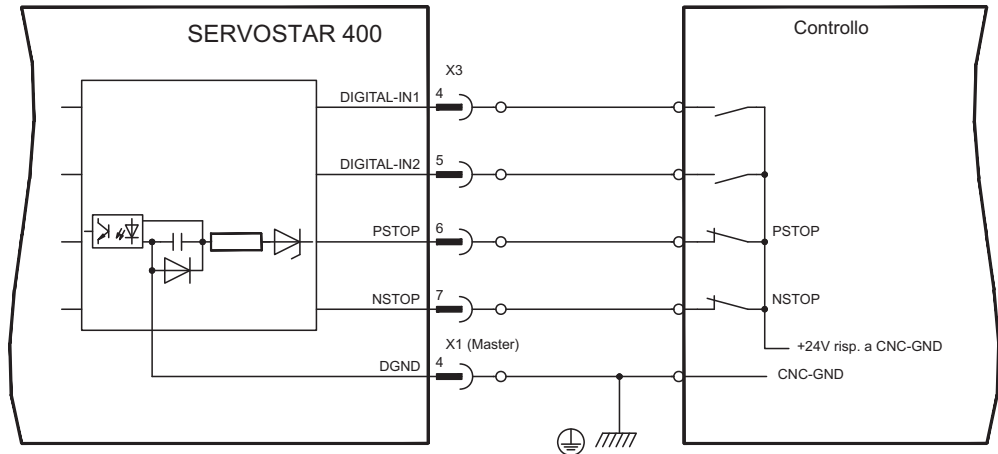 SERVOSTAR 400
Controllo
X3
DIGITAL-IN1
4
DIGITAL-IN2
5
PSTOP
6
PSTOP
NSTOP
7
NSTOP
X1 (Master)
+24V risp. a CNC-GND
DGND
4
CNC-GND